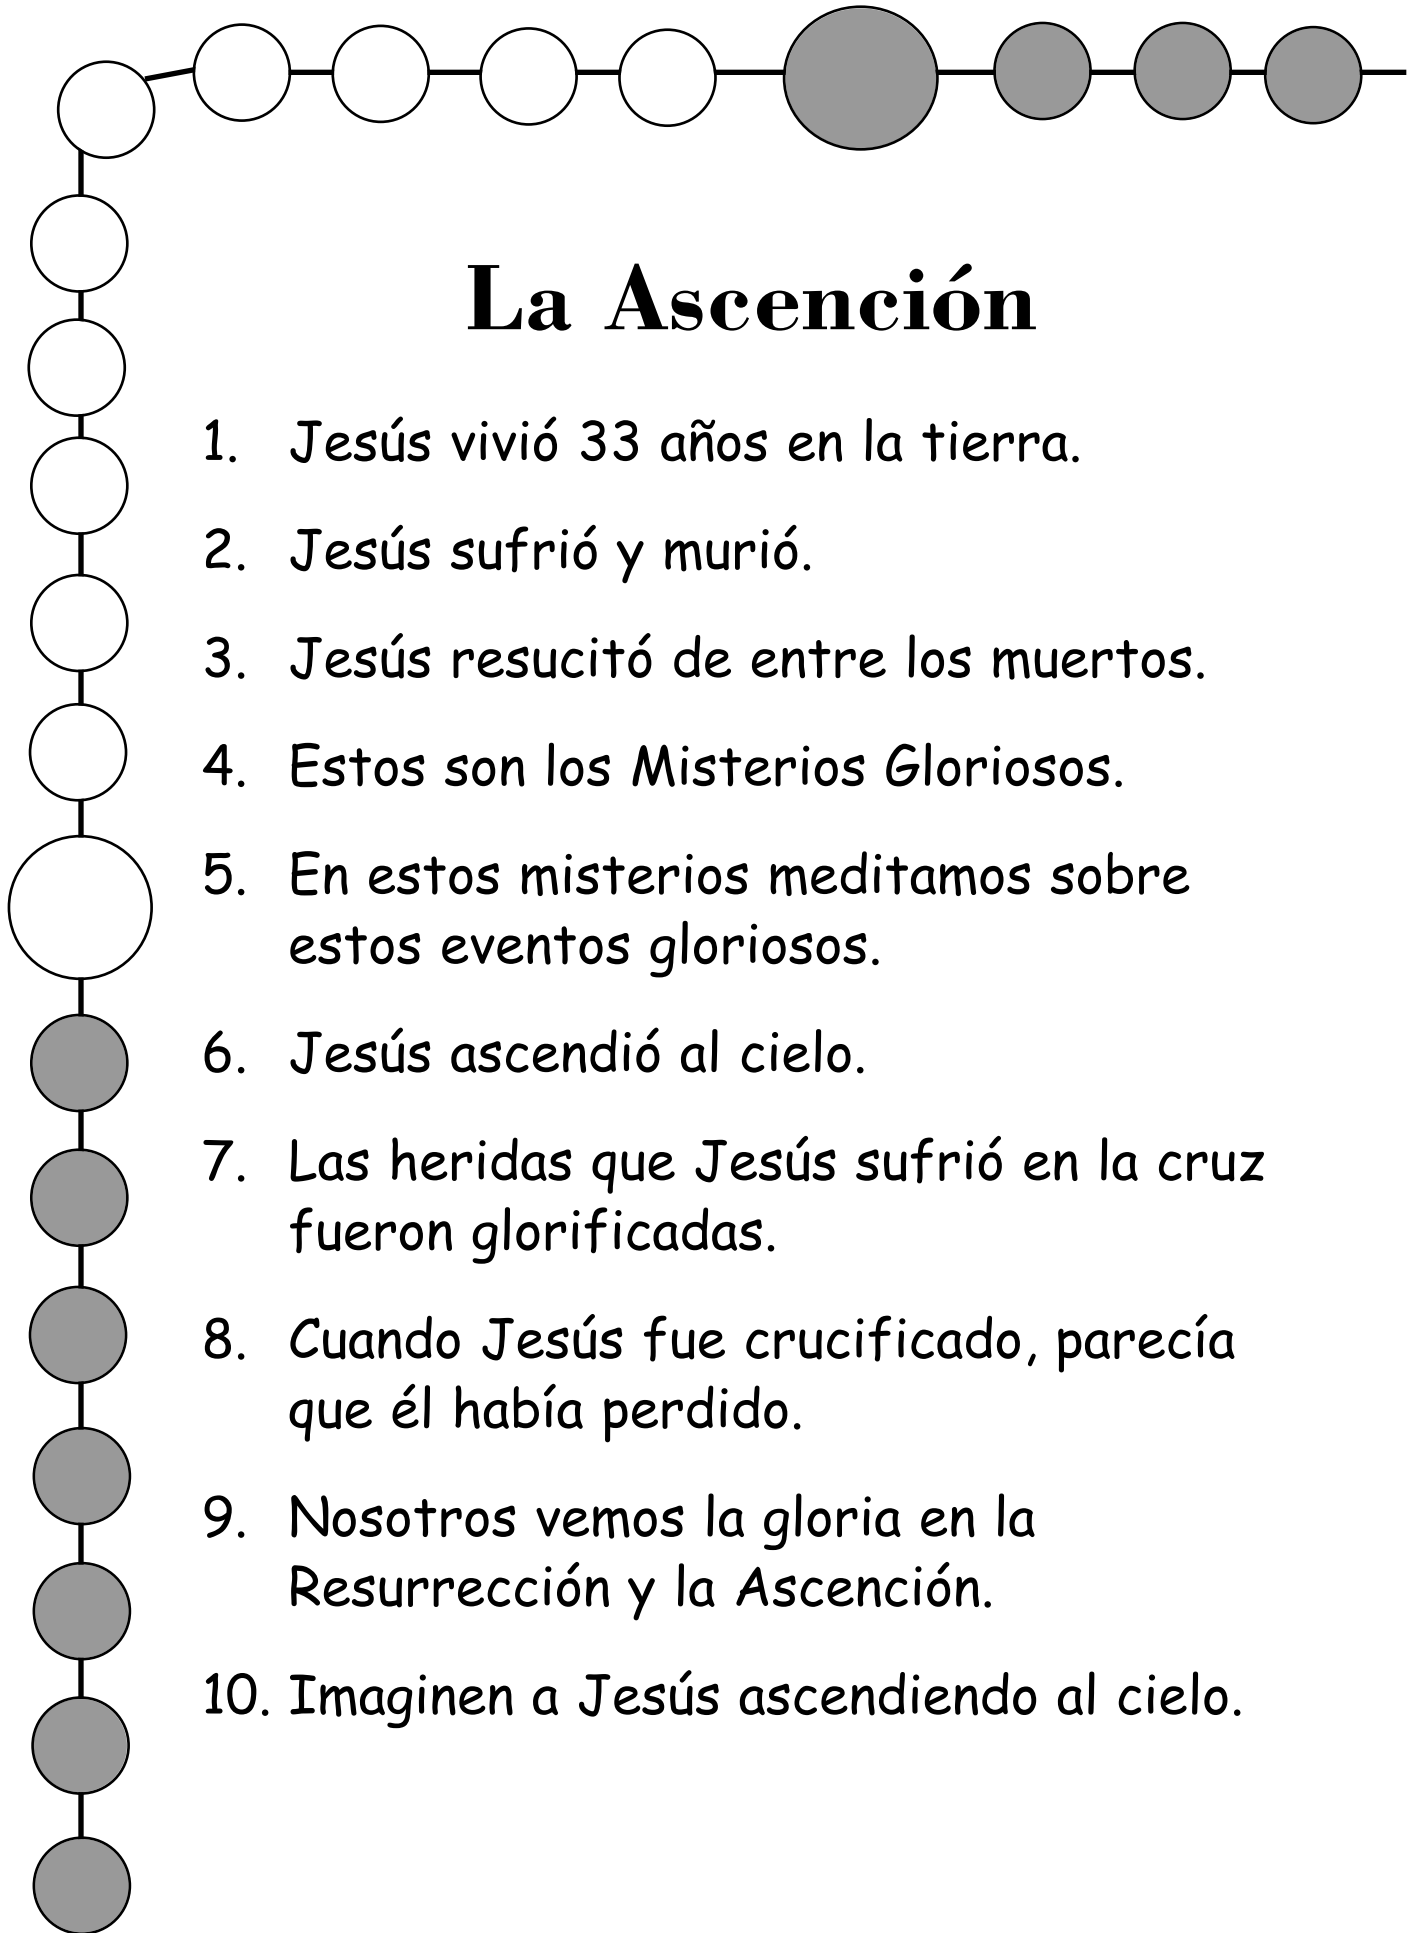 La Ascención
1. Jesús vivió 33 años en la tierra.
2. Jesús sufrió y murió.
3. Jesús resucitó de entre los muertos.
4. Estos son los Misterios Gloriosos.
5. En estos misterios meditamos sobre
estos eventos gloriosos.
6. Jesús ascendió al cielo.
7. Las heridas que Jesús sufrió en la cruz
fueron glorificadas.
8. Cuando Jesús fue crucificado, parecía
que él había perdido.
9. Nosotros vemos la gloria en la
Resurrección y la Ascención.
10. Imaginen a Jesús ascendiendo al cielo.